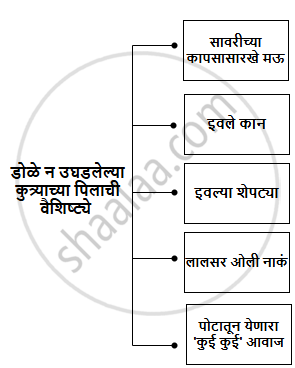 सावरीच्या
कापसासारखे मऊ
इवले कान
डोळे न उघडलेल्या
कुत्र्याच्या पिलाची
वैशिष्ट्ये
इवल्या शेपट्या
लालसर ओली नाकं
पोटातून येणारा
'कुई कुई' आवाज
shaalaa.com